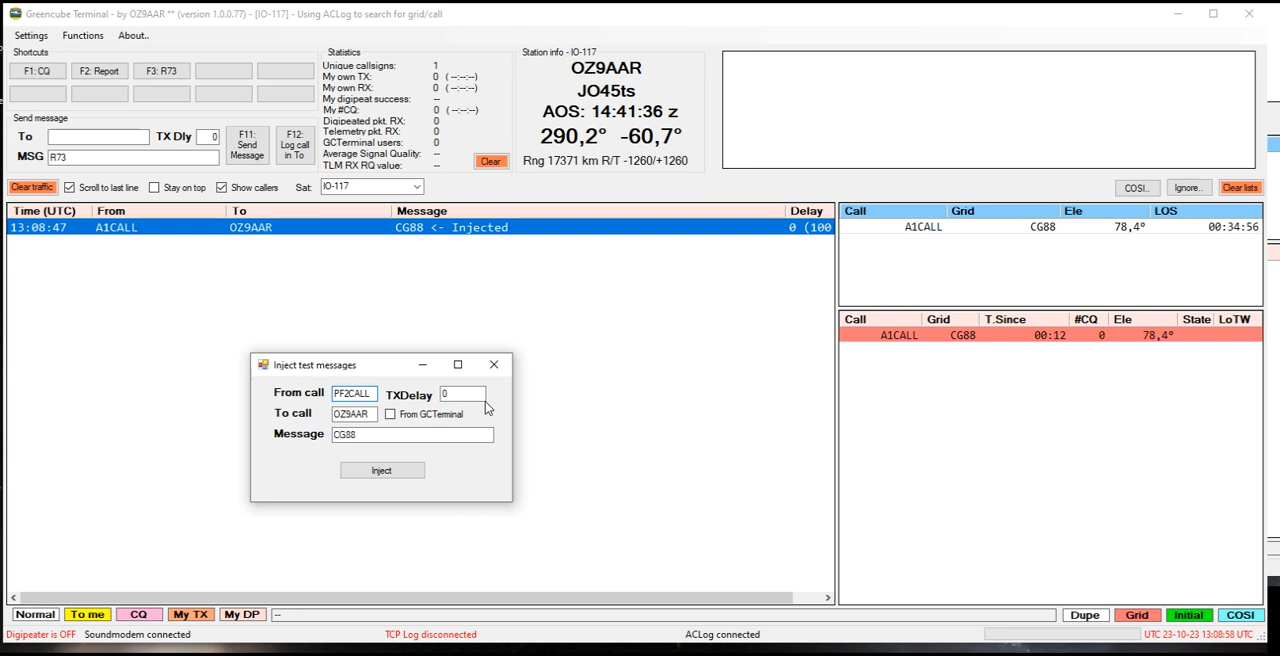 Greencube Terminal - by OZ9AAR ** (version 1.0.0.77) - [IO-117] - Using ACLog to search for grid/call
Settings Functions About..
Shortcuts
F1: CQ F2: Report F3: R73
Send message
To TX Dly 0
MSG R73
F11: Send Message
F12: Log call in To
Statistics
Unique callsigns: 1
My own TX: 0 (--:--:--)
My own RX: 0 (--:--:--)
My digipeat success: --
My #CQ: 0 (--:--:--)
Digipeated pkt. RX: 0
Telemetry pkt. RX: 0
GCTerminal users: 0
Average Signal Quality: --
TLM RX RQ value: --
Clear
Station info - IO-117
OZ9AAR
JO45ts
AOS: 14:41:36 z
290,2° -60,7°
Rng 17371 km R/T -1260/+1260
Clear traffic Scroll to last line Stay on top Show callers Sat: IO-117
COSI.. Ignore.. Clear lists
Time (UTC) From To Message Delay
13:08:47 A1CALL OZ9AAR CG88 <- Injected 0 (100
Call Grid Ele LOS
A1CALL CG88 78,4° 00:34:56
Call Grid T.Since #CQ Ele State LoTW
A1CALL CG88 00:12 0 78,4°
Inject test messages
From call PF2CALL TXDelay 0
To call OZ9AAR From GCTerminal
Message CG88
Inject
Normal To me CQ My TX My DP --
Dupe Grid Initial COSI
Digipeater is OFF Soundmodem connected TCP Log disconnected ACLog connected UTC 23-10-23 13:08:58 UTC